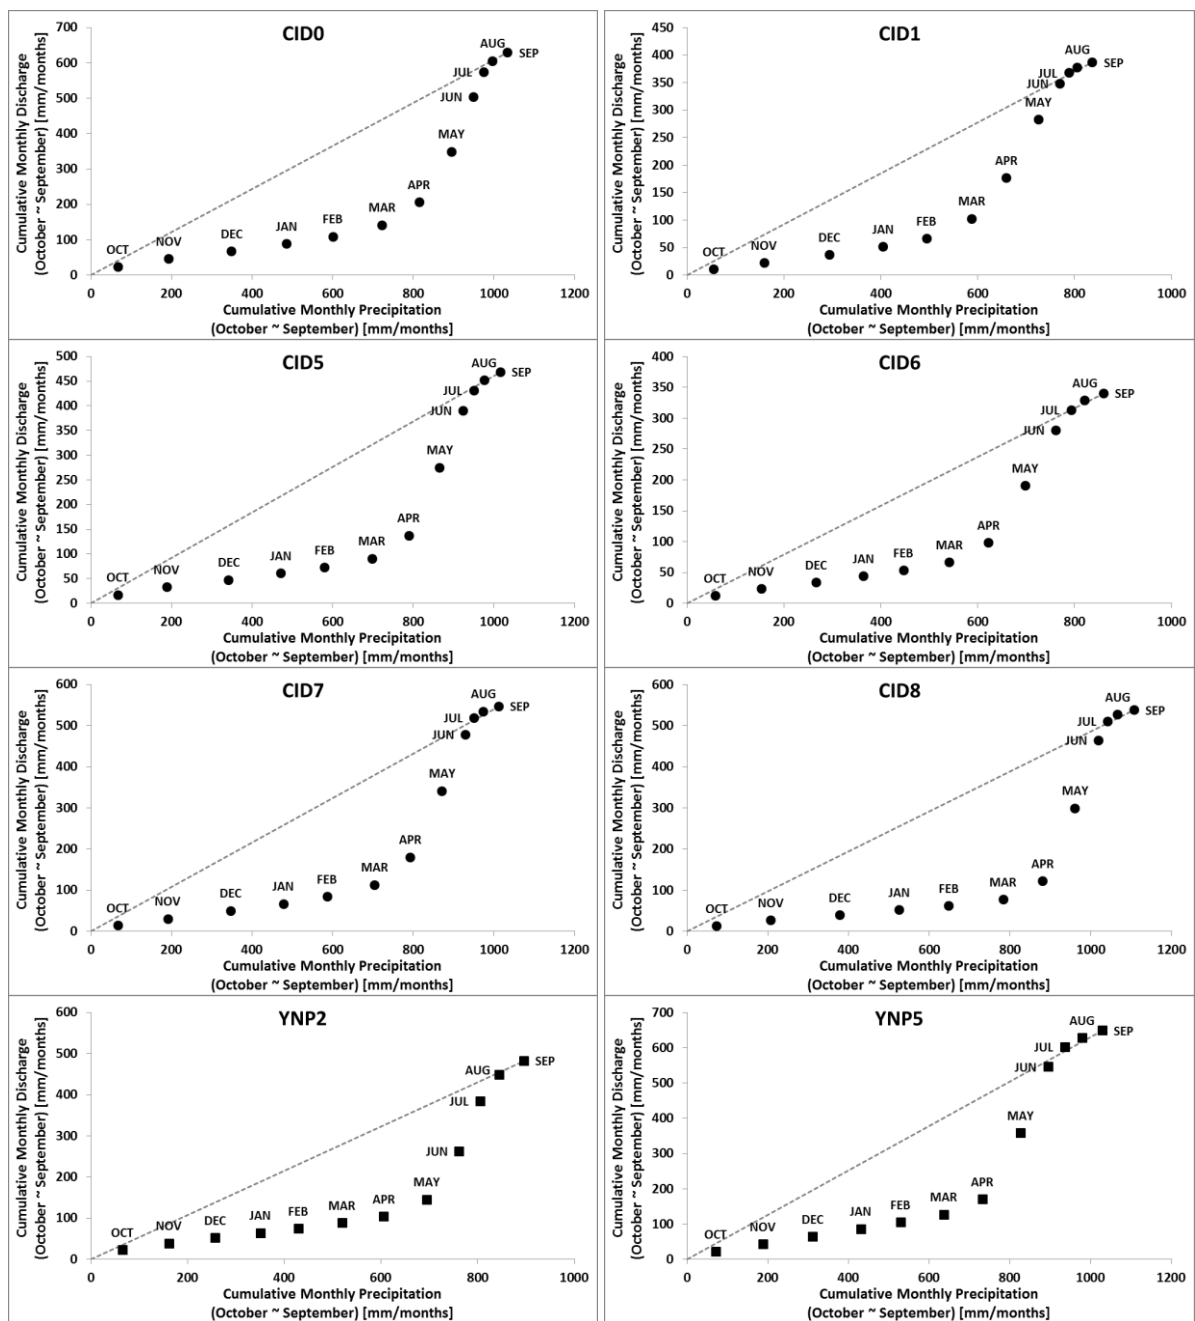 CID0
Cumulative Monthly Discharge
(October ~ September) [mm/months]
700
600
500
400
300
200
100
0
OCT
NOV
DEC
JAN
FEB
MAR
APR
MAY
JUN
JUL
AUG
SEP
0 200 400 600 800 1000 1200
Cumulative Monthly Precipitation
(October ~ September) [mm/months]
CID1
Cumulative Monthly Discharge
(October ~ September) [mm/months]
450
400
350
300
250
200
150
100
50
0
OCT
NOV
DEC
JAN
FEB
MAR
APR
MAY
JUN
JUL
AUG
SEP
0 200 400 600 800 1000
Cumulative Monthly Precipitation
(October ~ September) [mm/months]
CID5
Cumulative Monthly Discharge
(October ~ September) [mm/months]
500
450
400
350
300
250
200
150
100
50
0
OCT
NOV
DEC
JAN
FEB
MAR
APR
MAY
JUN
JUL
AUG
SEP
0 200 400 600 800 1000 1200
Cumulative Monthly Precipitation
(October ~ September) [mm/months]
CID6
Cumulative Monthly Discharge
(October ~ September) [mm/months]
400
350
300
250
200
150
100
50
0
OCT
NOV
DEC
JAN
FEB
MAR
APR
MAY
JUN
JUL
AUG
SEP
0 200 400 600 800 1000
Cumulative Monthly Precipitation
(October ~ September) [mm/months]
CID7
Cumulative Monthly Discharge
(October ~ September) [mm/months]
600
500
400
300
200
100
0
OCT
NOV
DEC
JAN
FEB
MAR
APR
MAY
JUN
JUL
AUG
SEP
0 200 400 600 800 1000 1200
Cumulative Monthly Precipitation
(October ~ September) [mm/months]
CID8
Cumulative Monthly Discharge
(October ~ September) [mm/months]
600
500
400
300
200
100
0
OCT
NOV
DEC
JAN
FEB
MAR
APR
MAY
JUN
JUL
AUG
SEP
0 200 400 600 800 1000 1200
Cumulative Monthly Precipitation
(October ~ September) [mm/months]
YNP2
Cumulative Monthly Discharge
(October ~ September) [mm/months]
600
500
400
300
200
100
0
OCT
NOV
DEC
JAN
FEB
MAR
APR
MAY
JUN
JUL
AUG
SEP
0 200 400 600 800 1000
Cumulative Monthly Precipitation
(October ~ September) [mm/months]
YNP5
Cumulative Monthly Discharge
(October ~ September) [mm/months]
700
600
500
400
300
200
100
0
OCT
NOV
DEC
JAN
FEB
MAR
APR
MAY
JUN
JUL
AUG
SEP
0 200 400 600 800 1000 1200
Cumulative Monthly Precipitation
(October ~ September) [mm/months]